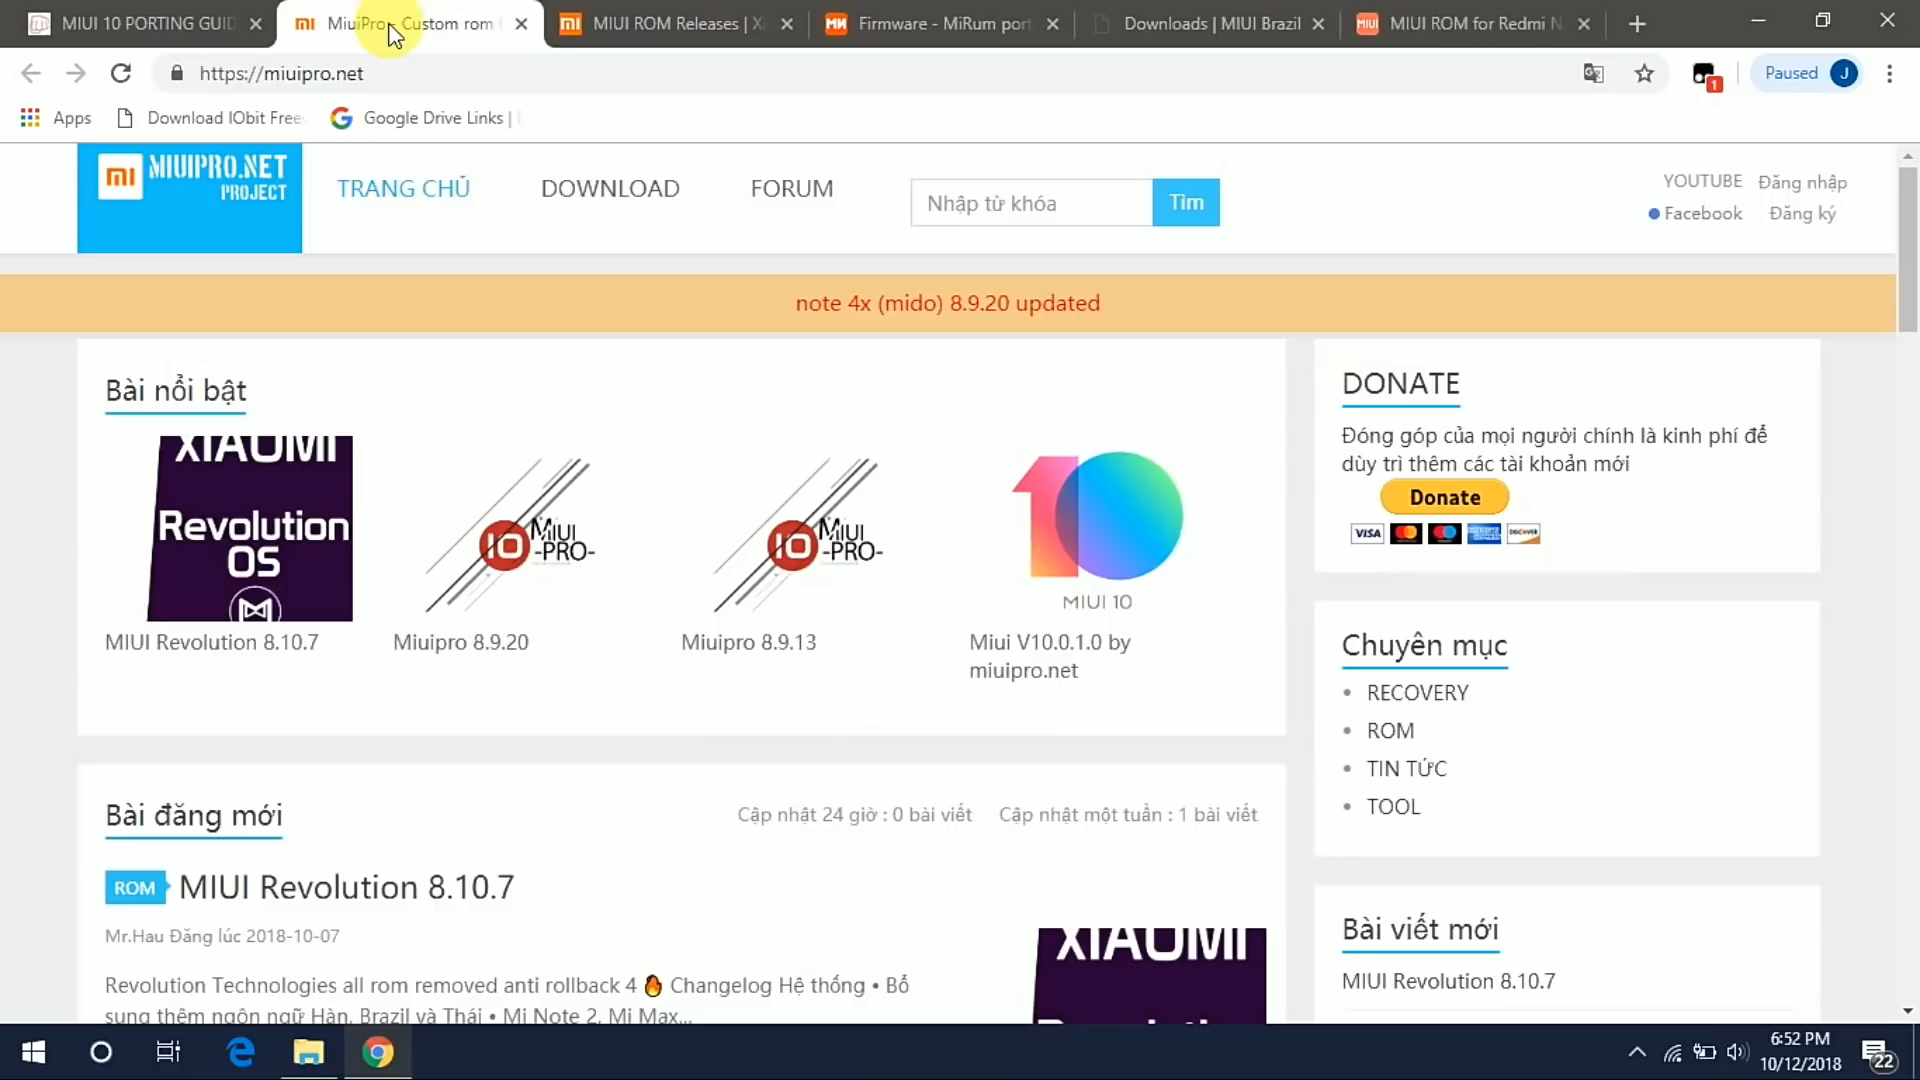 MIUI 10 PORTING GUID
MiuiPro - Custom rom
MIUI ROM Releases | X
Firmware - MiRum port
Downloads | MIUI Brazil
MIUI ROM for Redmi N
https://miuipro.net
1
Paused J
Apps
Download IObit Free
Google Drive Links |
MIUIPRO.NET
PROJECT
TRANG CHỦ
DOWNLOAD
FORUM
Nhập từ khóa
Tìm
YOUTUBE Đăng nhập
Facebook Đăng ký
note 4x (mido) 8.9.20 updated
Bài nổi bật
XIAOMI
Revolution
OS
10 MIUI
-PRO-
10 MIUI
-PRO-
10
MIUI 10
MIUI Revolution 8.10.7
Miuipro 8.9.20
Miuipro 8.9.13
Miui V10.0.1.0 by
miuipro.net
DONATE
Đóng góp của mọi người chính là kinh phí để
dùy trì thêm các tài khoản mới
Donate
VISA
DISCOVER
Chuyên mục
RECOVERY
ROM
TIN TỨC
TOOL
Bài đăng mới
Cập nhật 24 giờ : 0 bài viết
Cập nhật một tuần : 1 bài viết
ROM MIUI Revolution 8.10.7
Mr.Hau Đăng lúc 2018-10-07
Revolution Technologies all rom removed anti rollback 4 🔥 Changelog Hệ thống • Bổ
sung thêm ngôn ngữ Hàn, Brazil và Thái • Mi Note 2, Mi Max...
XIAOMI
Bài viết mới
MIUI Revolution 8.10.7
6:52 PM
10/12/2018
22